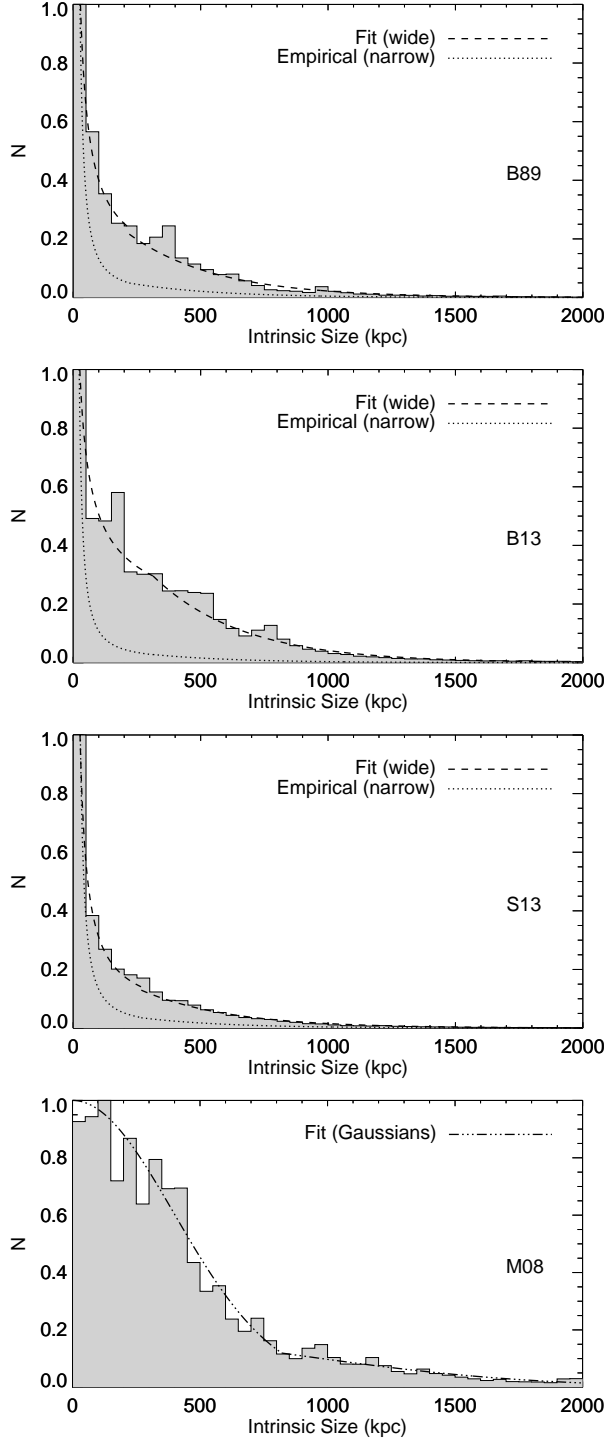 1.0
0.8
0.6
0.4
0.2
0.0
N
Fit (wide)
Empirical (narrow)
B89
0 500 1000 1500 2000
Intrinsic Size (kpc)
1.0
0.8
0.6
0.4
0.2
0.0
N
Fit (wide)
Empirical (narrow)
B13
0 500 1000 1500 2000
Intrinsic Size (kpc)
1.0
0.8
0.6
0.4
0.2
0.0
N
Fit (wide)
Empirical (narrow)
S13
0 500 1000 1500 2000
Intrinsic Size (kpc)
1.0
0.8
0.6
0.4
0.2
0.0
N
Fit (Gaussians)
M08
0 500 1000 1500 2000
Intrinsic Size (kpc)